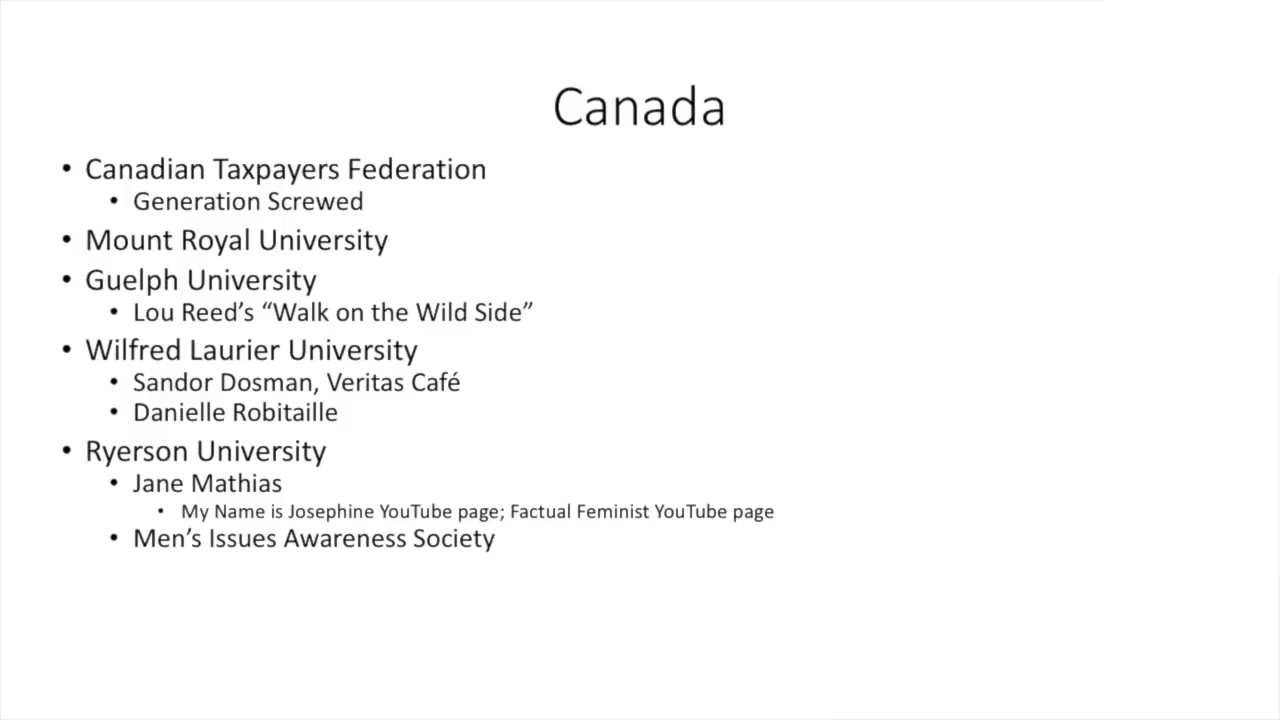 Canada
• Canadian Taxpayers Federation
• Generation Screwed
• Mount Royal University
• Guelph University
• Lou Reed’s “Walk on the Wild Side”
• Wilfred Laurier University
• Sandor Dosman, Veritas Café
• Danielle Robitaille
• Ryerson University
• Jane Mathias
• My Name is Josephine YouTube page; Factual Feminist YouTube page
• Men’s Issues Awareness Society